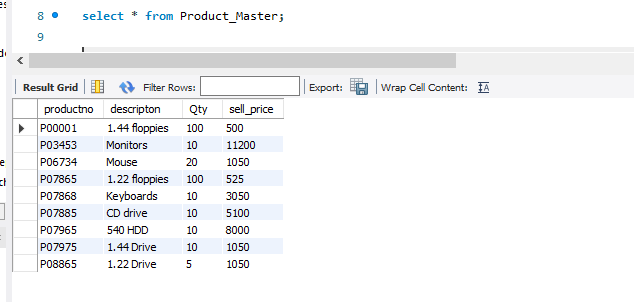 8 select * from Product_Master;
9
Result Grid Filter Rows: Export: Wrap Cell Content:
productno descripton Qty sell_price
P00001 1.44 floppies 100 500
P03453 Monitors 10 11200
P06734 Mouse 20 1050
P07865 1.22 floppies 100 525
P07868 Keyboards 10 3050
P07885 CD drive 10 5100
P07965 540 HDD 10 8000
P07975 1.44 Drive 10 1050
P08865 1.22 Drive 5 1050